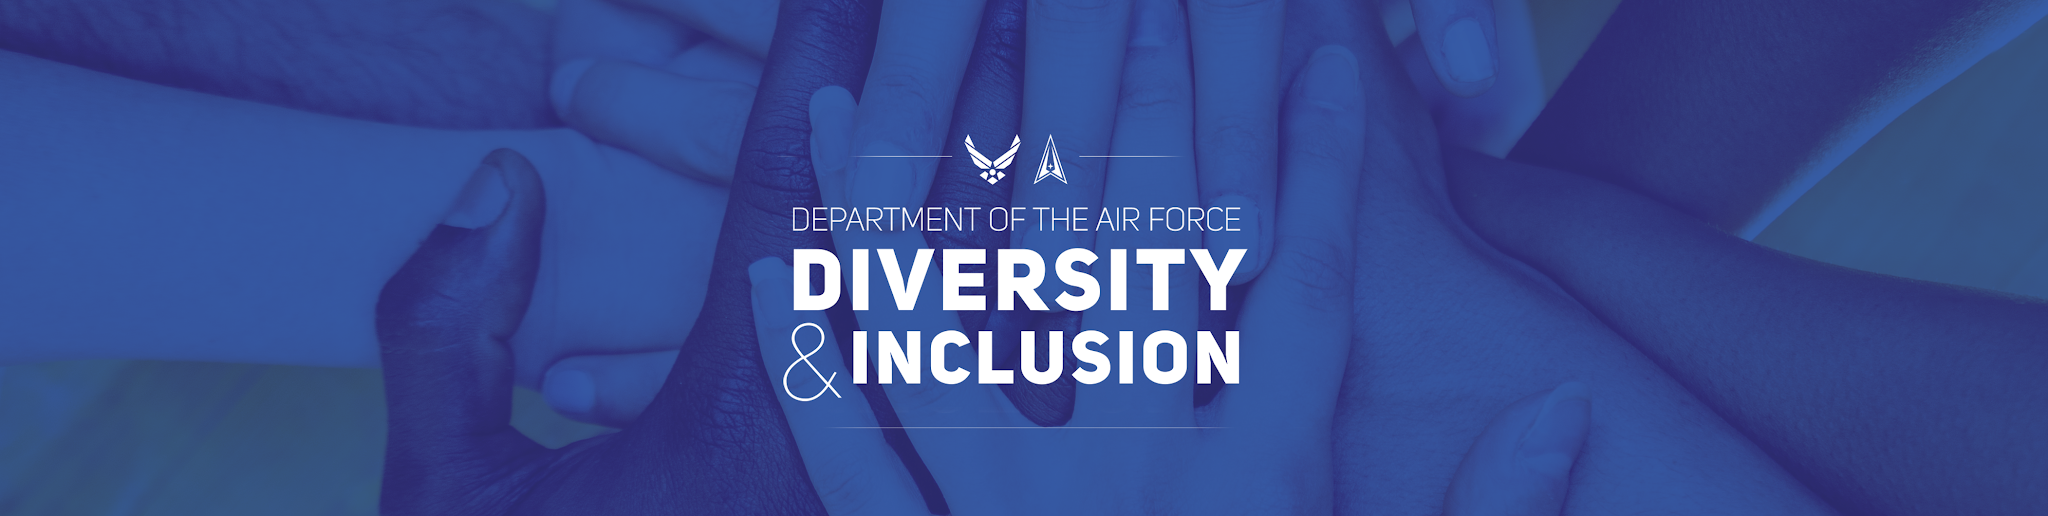 DEPARTMENT OF THE AIR FORCE
DIVERSITY
& INCLUSION